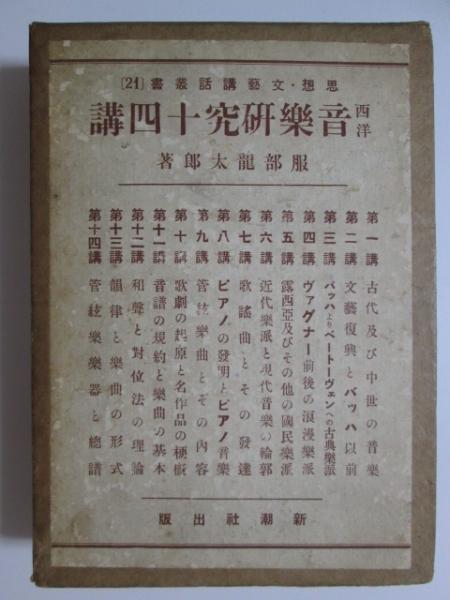 思想・文藝講話叢書[21]
西洋音樂硏究十四講
服部龍太郎著
第一講 古代及び中世の音樂
第二講 文藝復興とバッハ以前
第三講 バッハよりベートーヴェンへの古典樂派
第四講 ヴァグナー前後の浪漫樂派
第五講 露西亞及びその他の國民樂派
第六講 近代樂派と現代音樂の輪郭
第七講 歌謠曲とその發達
第八講 ピアノの發明とピアノ音樂
第九講 管絃樂曲とその內容
第十講 歌劇の起原と名作品の梗槪
第十一講 音譜の規約と樂曲の基本
第十二講 和聲と對位法の理論
第十三講 韻律と樂曲の形式
第十四講 管絃樂樂器と總譜
新潮社出版